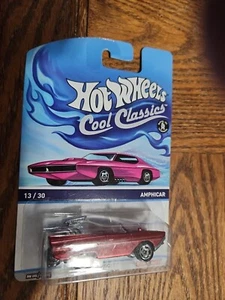 Hot Wheels
Cool Classics
13/30
AMPHICAR